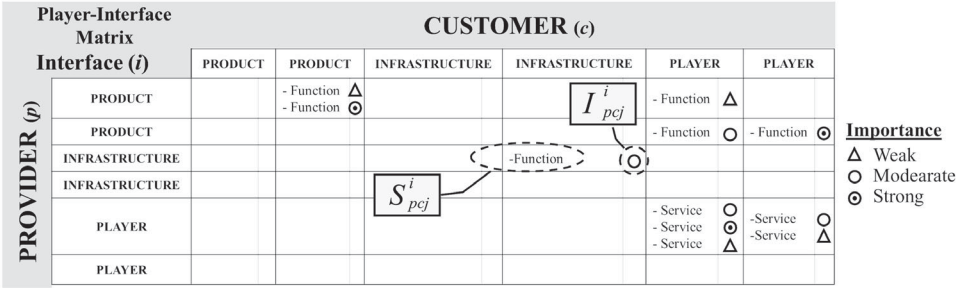 Player-Interface
Matrix
Interface (i)
CUSTOMER (c)
PRODUCT PRODUCT INFRASTRUCTURE INFRASTRUCTURE PLAYER PLAYER
PROVIDER (p)
PRODUCT
- Function
- Function
- Function
I i pcj
PRODUCT
- Function
- Function
INFRASTRUCTURE
-Function
INFRASTRUCTURE
S i pcj
PLAYER
- Service
- Service
- Service
-Service
-Service
PLAYER
Importance
Weak
Modearate
Strong